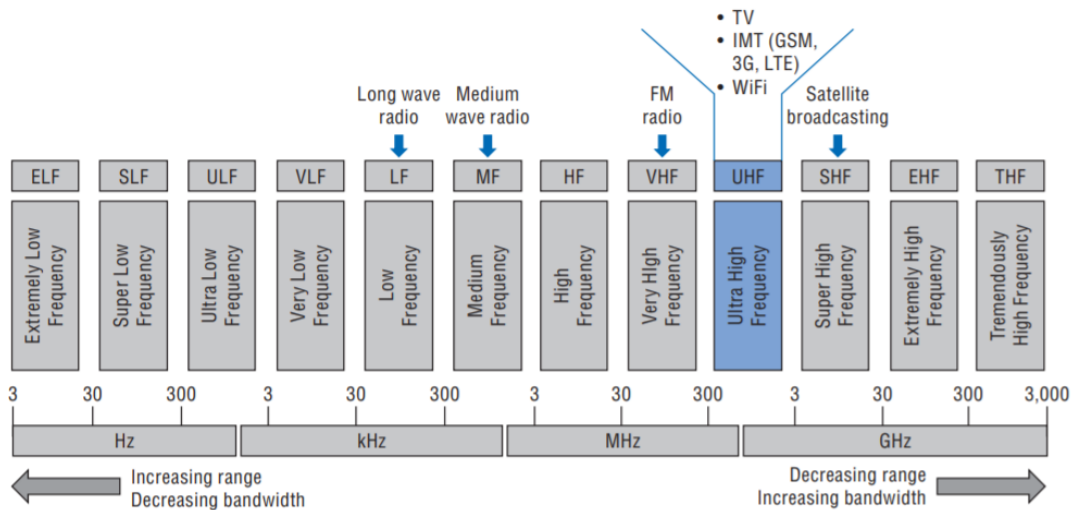 • TV
• IMT (GSM,
3G, LTE)
• WiFi
Long wave
radio
Medium
wave radio
FM
radio
Satellite
broadcasting
ELF
SLF
ULF
VLF
LF
MF
HF
VHF
UHF
SHF
EHF
THF
Extremely Low
Frequency
Super Low
Frequency
Ultra Low
Frequency
Very Low
Frequency
Low
Frequency
Medium
Frequency
High
Frequency
Very HIgh
Frequency
Ultra High
Frequency
Super High
Frequency
Extremely High
Frequency
Tremendously
High Frequency
3 30 300 3 30 300 3 30 300 3 30 300 3,000
Hz kHz MHz GHz
Increasing range
Decreasing bandwidth
Decreasing range
Increasing bandwidth